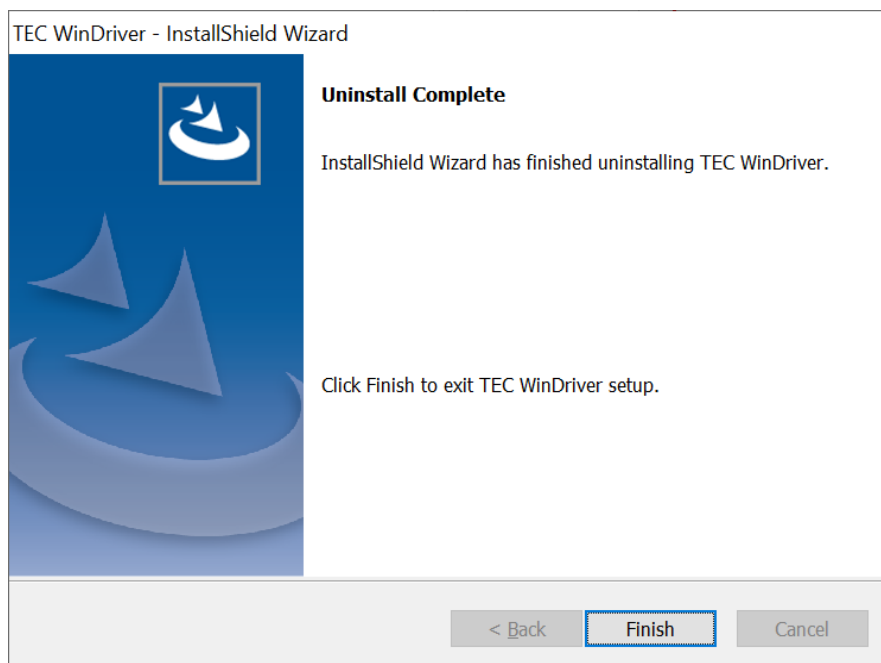 TEC WinDriver - InstallShield Wizard
Uninstall Complete
InstallShield Wizard has finished uninstalling TEC WinDriver.
Click Finish to exit TEC WinDriver setup.
< Back
Finish
Cancel